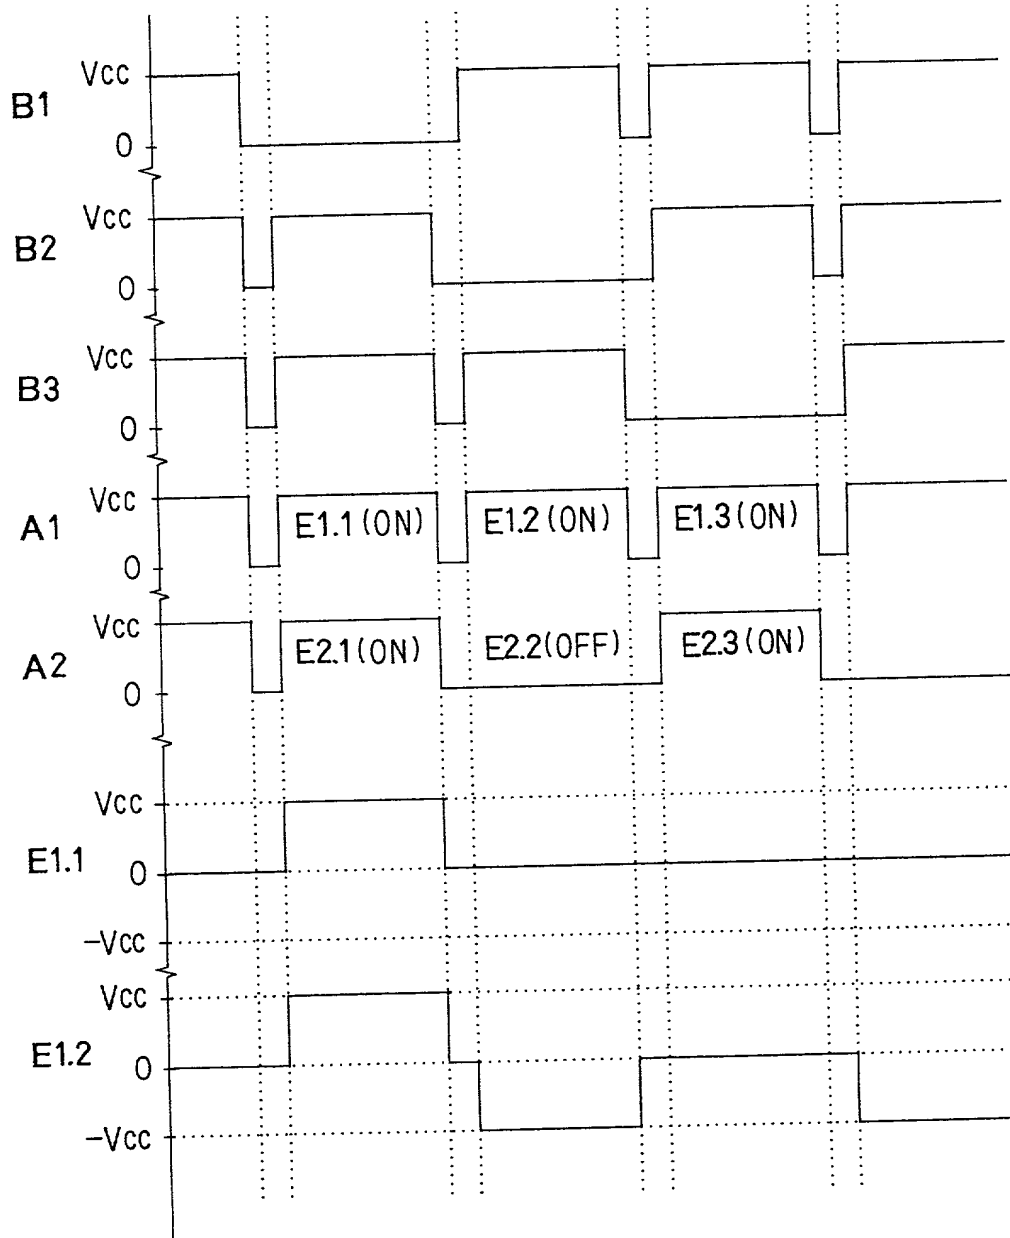 Vcc
B1
0
Vcc
B2
0
Vcc
B3
0
Vcc
A1 E1.1(ON) E1.2(ON) E1.3(ON)
0
Vcc
A2 E2.1(ON) E2.2(OFF) E2.3(ON)
0
Vcc
E1.1 0
-Vcc
Vcc
E1.2 0
-Vcc